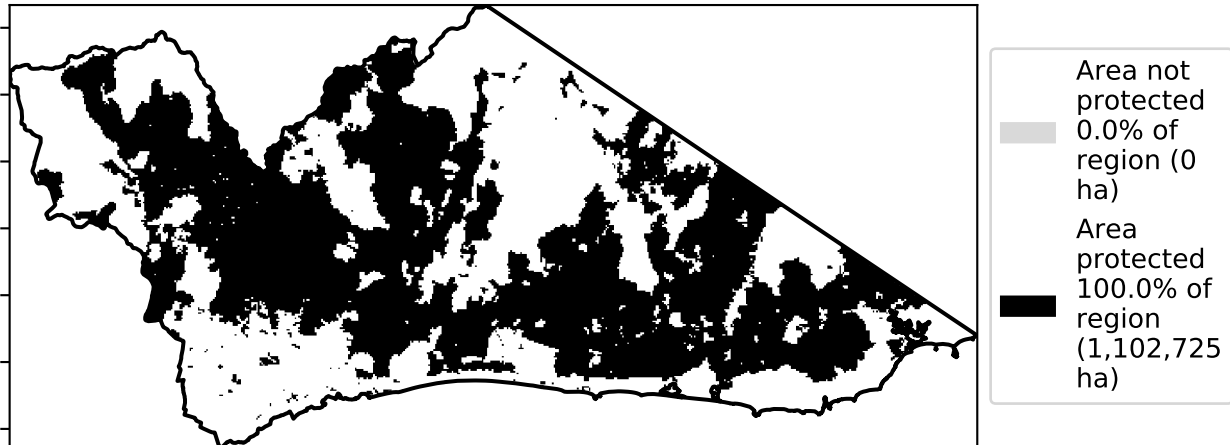 Area not
protected
0.0% of
region (0
ha)
Area
protected
100.0% of
region
(1,102,725
ha)